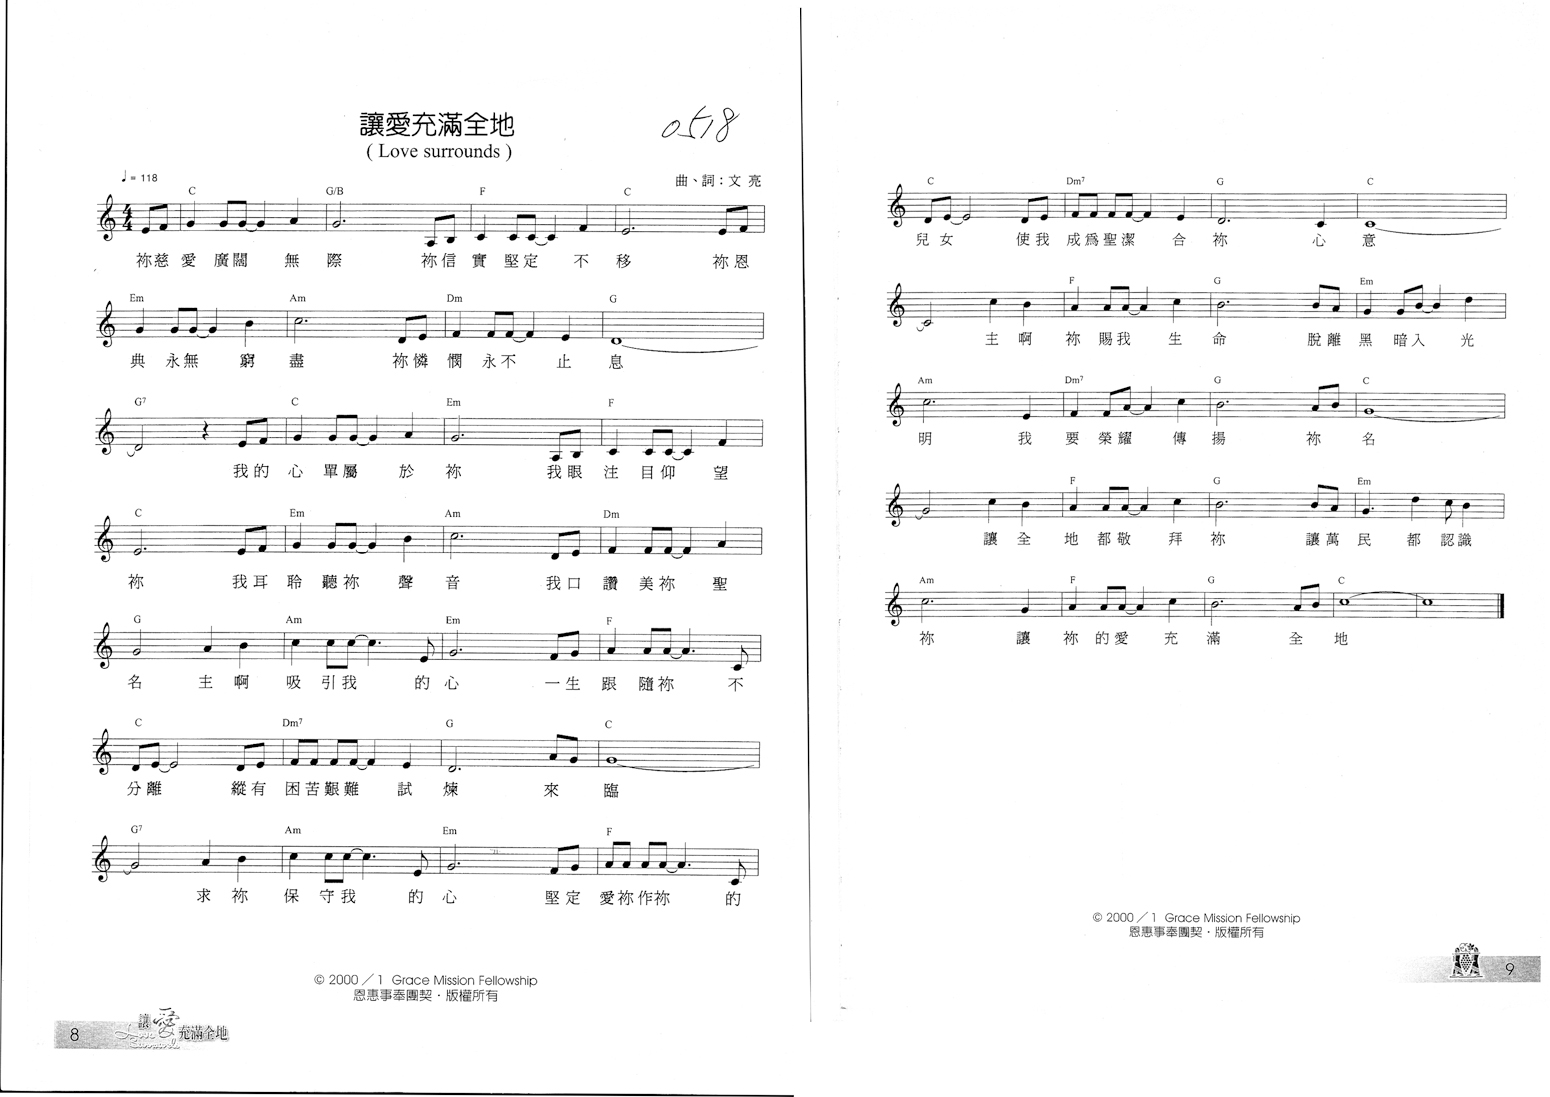 讓愛充滿全地
0518
( Love surrounds )
♩ = 118
曲、詞：文 亮
C G/B F C
4
4
祢慈愛廣闊 無際 祢信實堅定 不移 祢恩
Em Am Dm G
典永無窮盡 祢憐憫永不止息
G7 C Em F
我的心單屬於祢 我眼注目仰望
C Em Am Dm
祢 我耳聆聽祢聲音 我口讚美祢聖
G Am Em F
名 主啊吸引我 的心 一生跟隨祢 不
C Dm7 G C
分離 縱有困苦艱難試煉 來臨
G7 Am Em F
求祢保守我 的心 堅定愛祢作祢 的
© 2000／1 Grace Mission Fellowship
恩惠事奉團契‧版權所有
8
讓愛充滿全地
Love Surround
C Dm7 G C
兒女 使我成為聖潔合祢 心意
F G Em
主啊祢賜我生命 脫離黑暗入光
Am Dm7 G C
明 我要榮耀傳揚 祢名
F G Em
讓全地都敬拜祢 讓萬民都認識
Am F G C
祢 讓祢的愛充滿 全地
© 2000／1 Grace Mission Fellowship
恩惠事奉團契‧版權所有
9